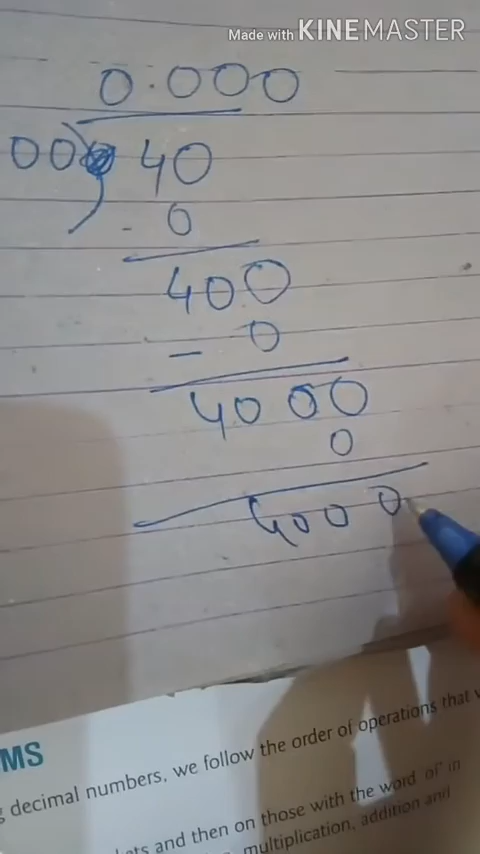 Made with KINEMASTER
0.000
00 40
- 0
400
- 0
4000
0
4000
MS
decimal numbers, we follow the order of operations that
and then on those with the word 'of' in
multiplication, addition and